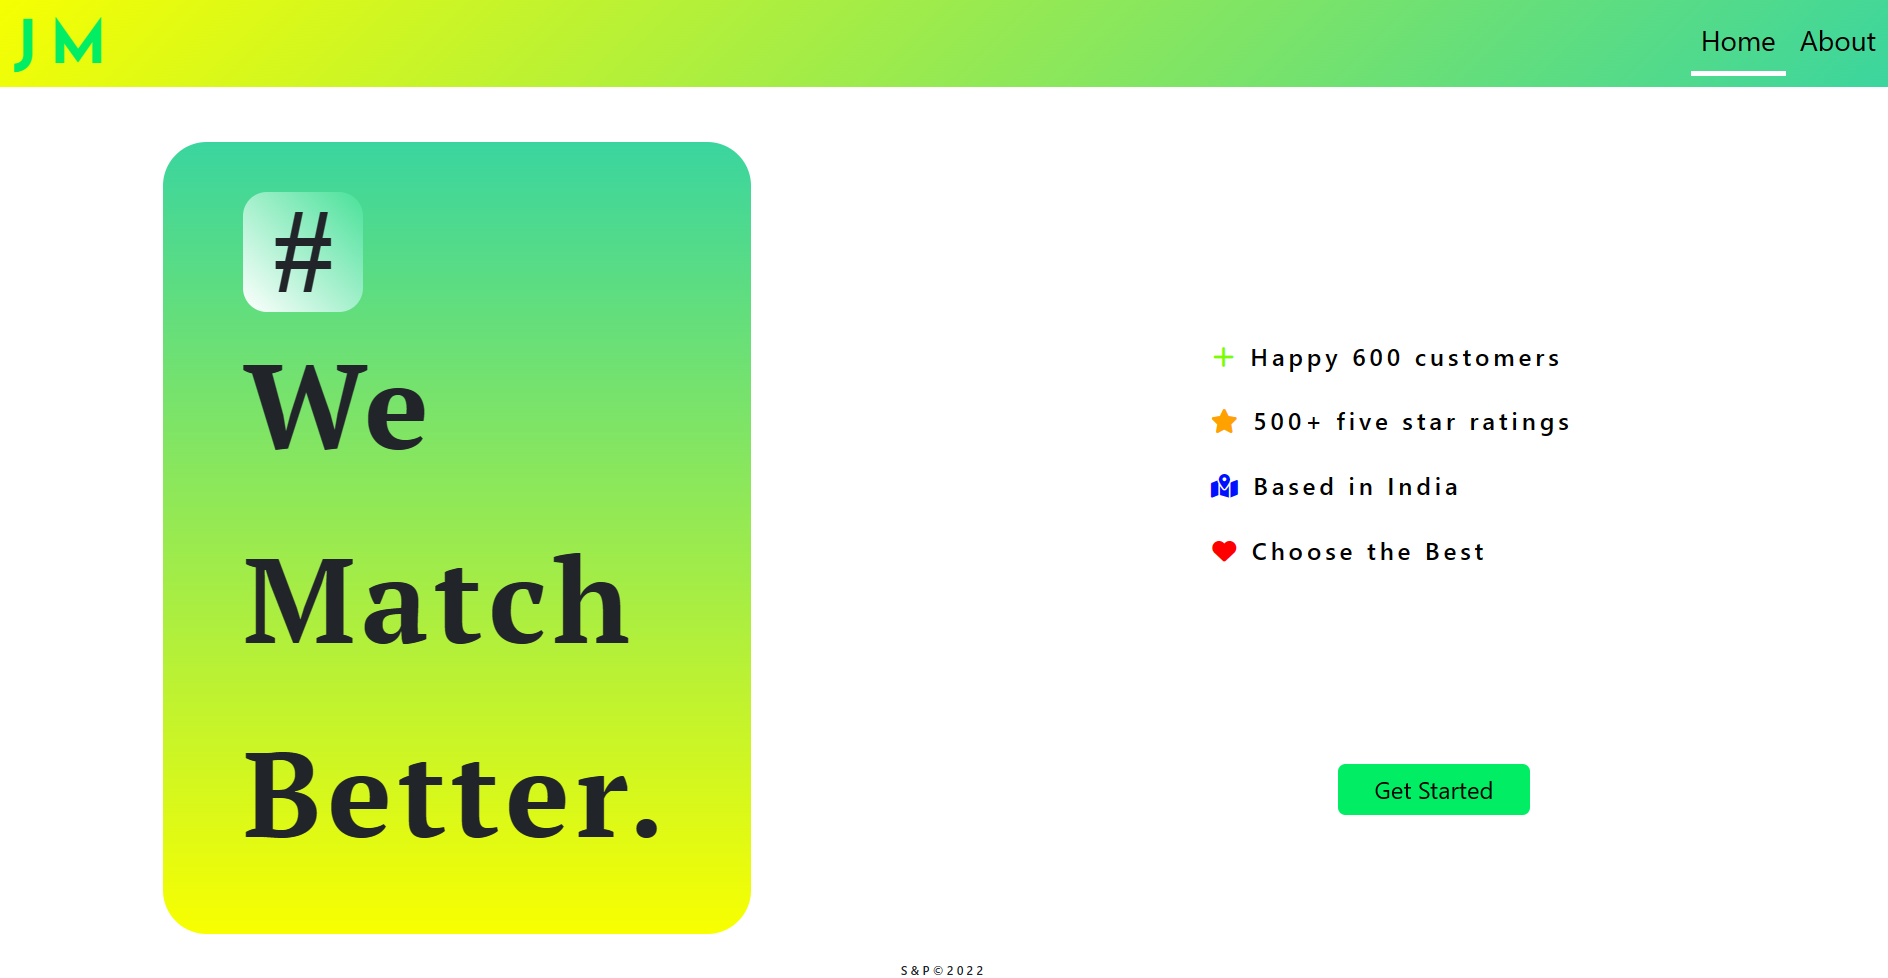 J M
Home About
#
We
Match
Better.
Happy 600 customers
500+ five star ratings
Based in India
Choose the Best
Get Started
S&P©2022